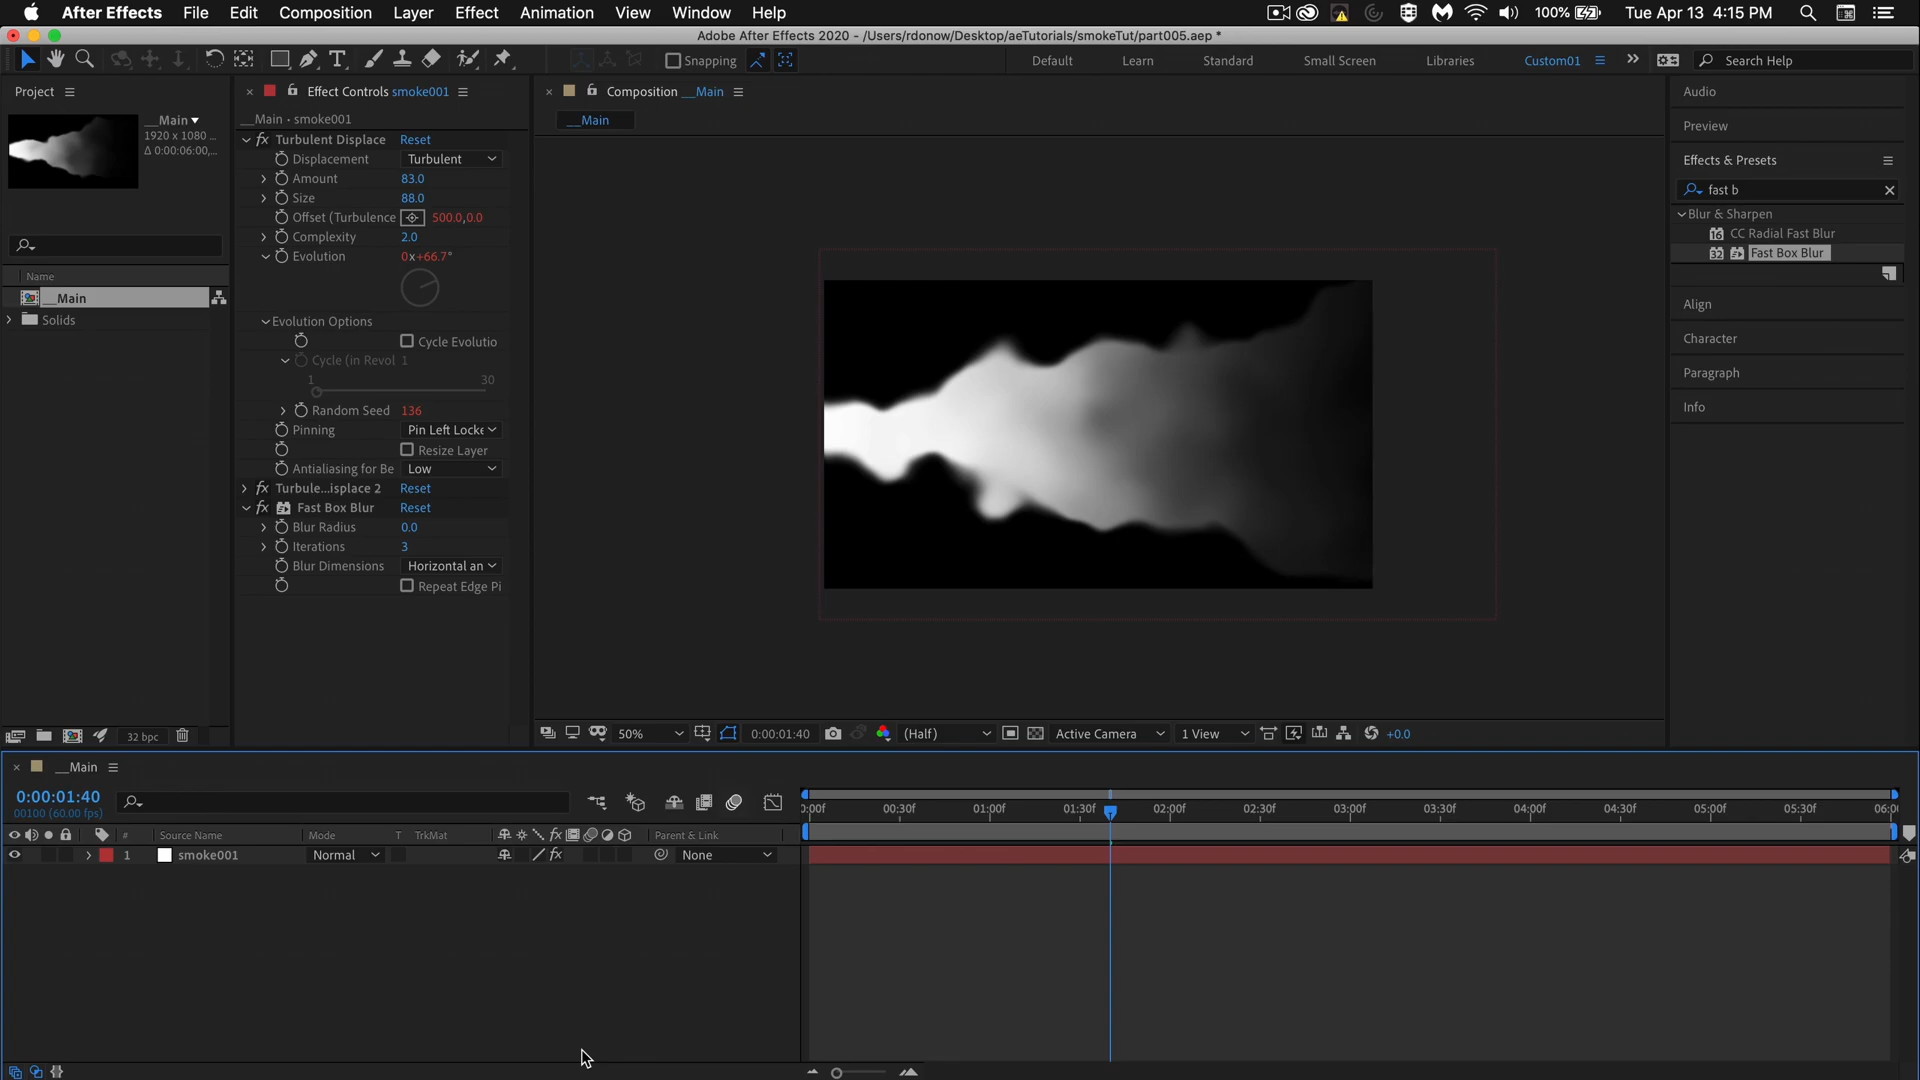 After Effects File Edit Composition Layer Effect Animation View Window Help 100% Tue Apr 13 4:15 PM
Adobe After Effects 2020 - /Users/rdonow/Desktop/aeTutorials/smokeTut/part005.aep *
Snapping Default Learn Standard Small Screen Libraries Custom01 Search Help
Project
__Main
1920 x 1080 ...
Δ 0:00:06:00,...
Name
__Main
Solids
32 bpc
Effect Controls smoke001
__Main · smoke001
fx Turbulent Displace Reset
Displacement Turbulent
Amount 83.0
Size 88.0
Offset (Turbulence 500.0,0.0
Complexity 2.0
Evolution 0x+66.7°
Evolution Options
Cycle Evolutio
Cycle (in Revol 1
1 30
Random Seed 136
Pinning Pin Left Locke
Resize Layer
Antialiasing for Be Low
fx Turbule...isplace 2 Reset
fx Fast Box Blur Reset
Blur Radius 0.0
Iterations 3
Blur Dimensions Horizontal an
Repeat Edge Pi
Composition __Main
__Main
50% 0:00:01:40 (Half) Active Camera 1 View +0.0
Audio
Preview
Effects & Presets
fast b
Blur & Sharpen
16 CC Radial Fast Blur
32 Fast Box Blur
Align
Character
Paragraph
Info
__Main
0:00:01:40
00100 (60.00 fps)
# Source Name Mode T TrkMat fx Parent & Link
1 smoke001 Normal fx None
0:00f 00:30f 01:00f 01:30f 02:00f 02:30f 03:00f 03:30f 04:00f 04:30f 05:00f 05:30f 06:00